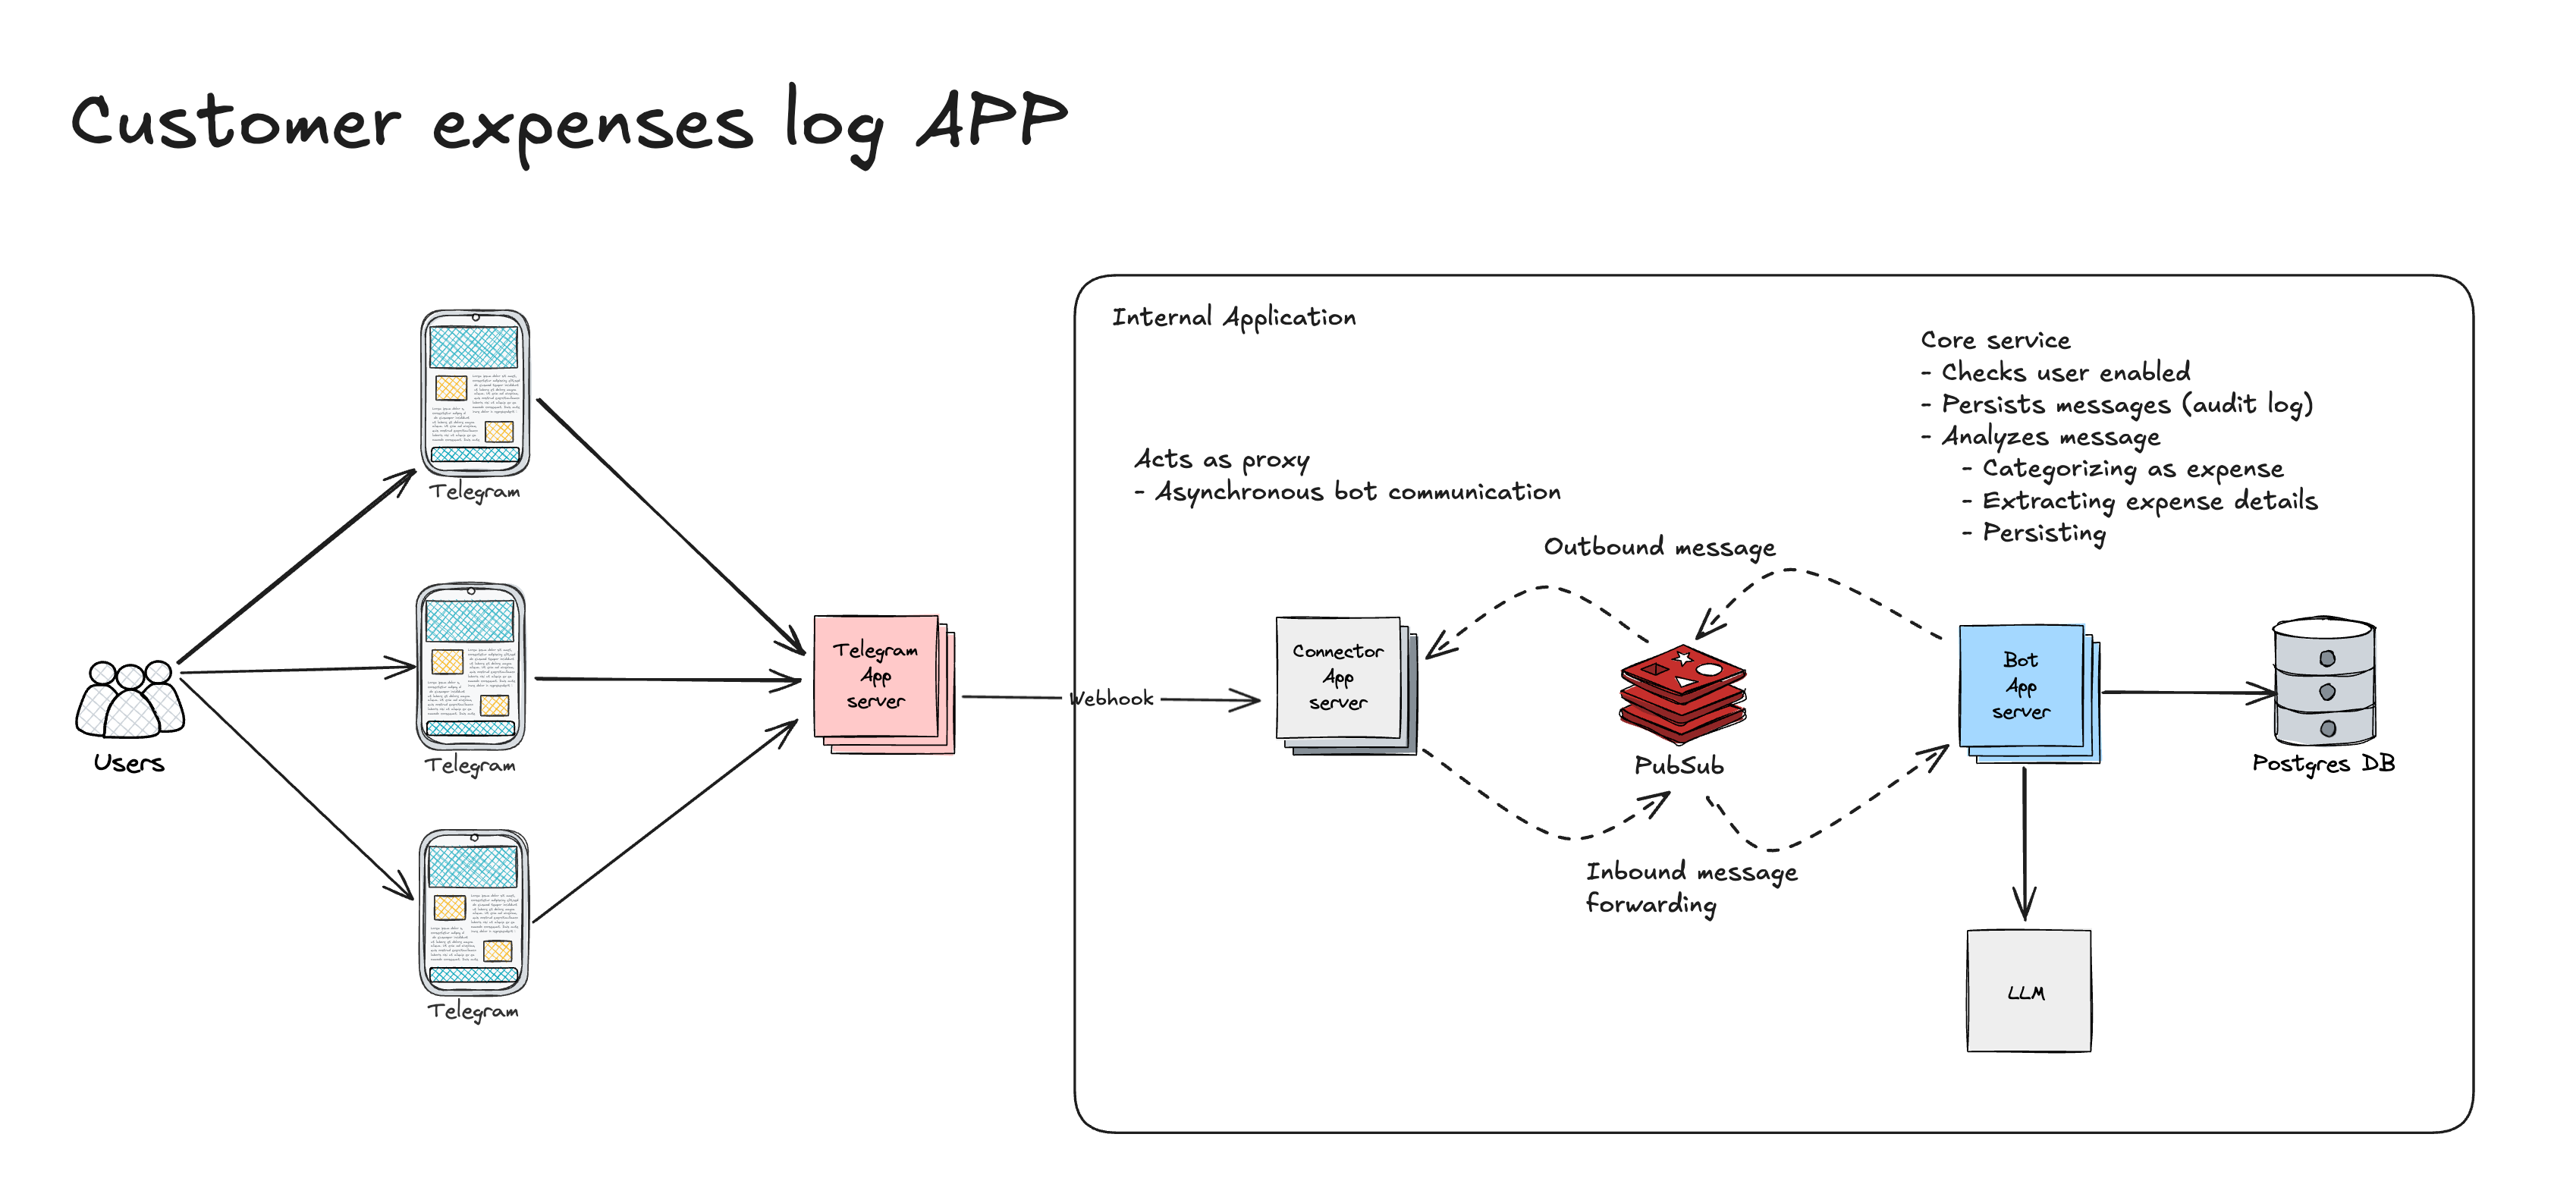 Customer expenses log APP
Internal Application
Core service
- Checks user enabled
- Persists messages (audit log)
- Analyzes message
- Categorizing as expense
- Extracting expense details
- Persisting
Acts as proxy
- Asynchronous bot communication
Telegram
Outbound message
Users
Telegram
Telegram
App
server
Webhook
Connector
App
server
PubSub
Bot
App
server
Postgres DB
Inbound message
forwarding
Telegram
LLM